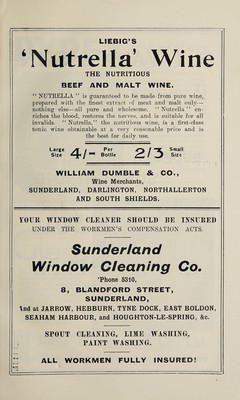 LIEBIG'S
'Nutrella' Wine
THE NUTRITIOUS
BEEF AND MALT WINE.
"NUTRELLA" is guaranteed to be made from pure wine,
prepared with the finest extract of meat and malt only—
nothing else—all pure and wholesome. "Nutrella" en-
riches the blood, restores the nerves, and is suitable for all
invalids. "Nutrella," the nutritious wine, is a first-class
tonic wine obtainable at a very reasonable price and is
the best for daily use.
Large Size 4/- Per Bottle 2/3 Small Size
WILLIAM DUMBLE & CO.,
Wine Merchants,
SUNDERLAND, DARLINGTON, NORTHALLERTON
AND SOUTH SHIELDS.
YOUR WINDOW CLEANER SHOULD BE INSURED
UNDER THE WORKMEN'S COMPENSATION ACTS.
Sunderland
Window Cleaning Co.
'Phone 5310,
8, BLANDFORD STREET,
SUNDERLAND,
And at JARROW, HEBBURN, TYNE DOCK, EAST BOLDON,
SEAHAM HARBOUR, and HOUGHTON-LE-SPRING, &c.
SPOUT CLEANING, LIME WASHING,
PAINT WASHING.
ALL WORKMEN FULLY INSURED!